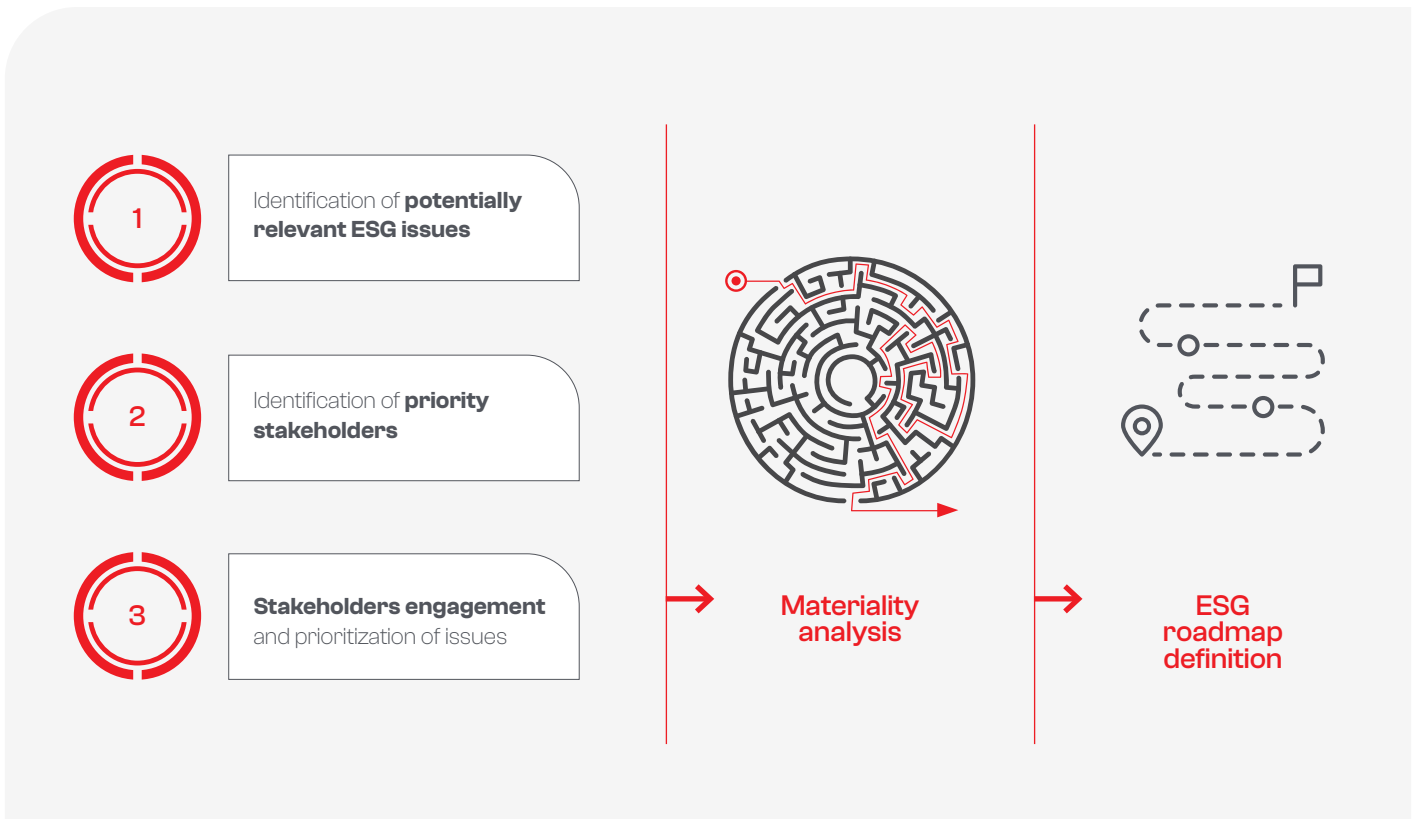 1
Identification of potentially
relevant ESG issues
2
Identification of priority
stakeholders
3
Stakeholders engagement
and prioritization of issues
Materiality
analysis
ESG
roadmap
definition